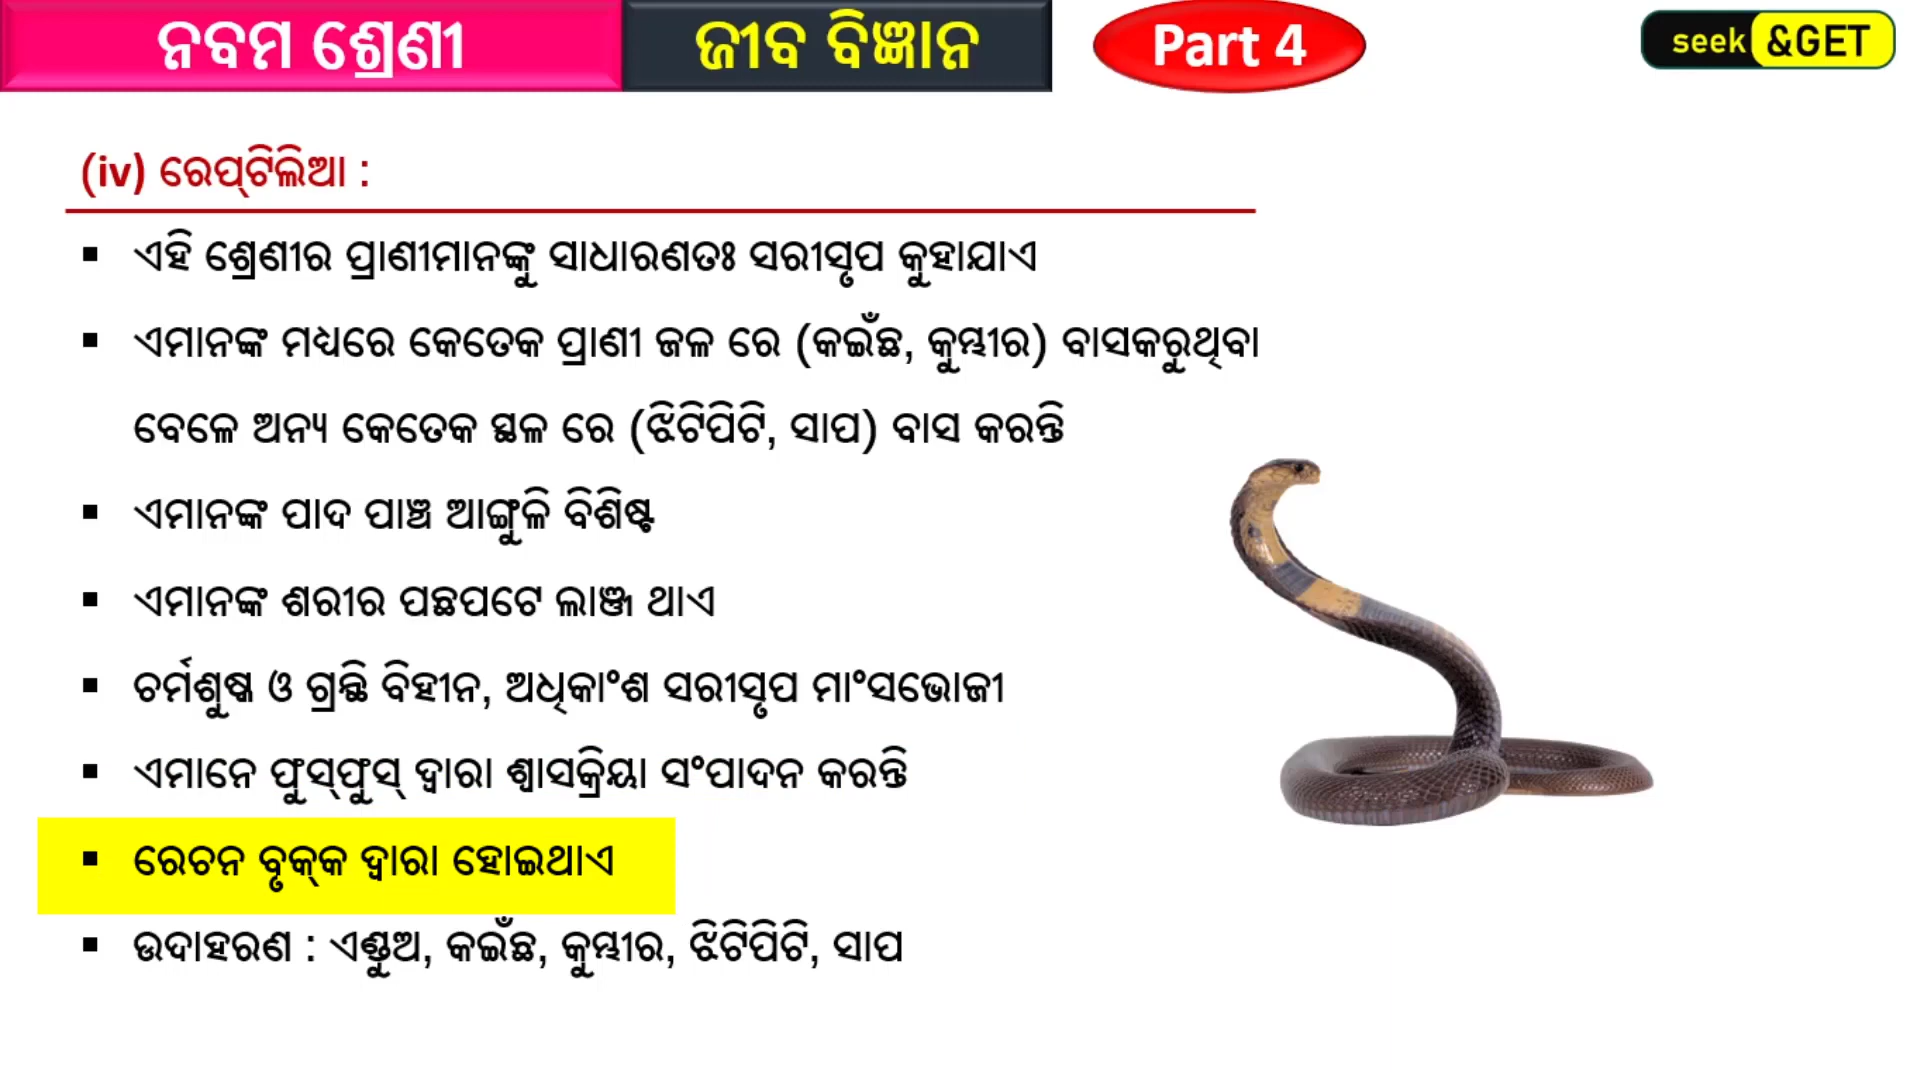 ନବମ ଶ୍ରେଣୀ
ଜୀବ ବିଜ୍ଞାନ
Part 4
seek &GET
(iv) ରେପ୍ଟିଲିଆ :
▪ ଏହି ଶ୍ରେଣୀର ପ୍ରାଣୀମାନଙ୍କୁ ସାଧାରଣତଃ ସରୀସୃପ କୁହାଯାଏ
▪ ଏମାନଙ୍କ ମଧ୍ୟରେ କେତେକ ପ୍ରାଣୀ ଜଳ ରେ (କଇଁଛ, କୁମ୍ଭୀର) ବାସକରୁଥିବା
ବେଳେ ଅନ୍ୟ କେତେକ ସ୍ଥଳ ରେ (ଝିଟିପିଟି, ସାପ) ବାସ କରନ୍ତି
▪ ଏମାନଙ୍କ ପାଦ ପାଞ୍ଚ ଆଙ୍ଗୁଳି ବିଶିଷ୍ଟ
▪ ଏମାନଙ୍କ ଶରୀର ପଛପଟେ ଲାଞ୍ଜ ଥାଏ
▪ ଚର୍ମଶୁଷ୍କ ଓ ଗ୍ରନ୍ଥି ବିହୀନ, ଅଧିକାଂଶ ସରୀସୃପ ମାଂସଭୋଜୀ
▪ ଏମାନେ ଫୁସ୍‌ଫୁସ୍ ଦ୍ୱାରା ଶ୍ୱାସକ୍ରିୟା ସଂପାଦନ କରନ୍ତି
▪ ରେଚନ ବୃକ୍‌କ ଦ୍ୱାରା ହୋଇଥାଏ
▪ ଉଦାହରଣ : ଏଣ୍ଡୁଅ, କଇଁଛ, କୁମ୍ଭୀର, ଝିଟିପିଟି, ସାପ